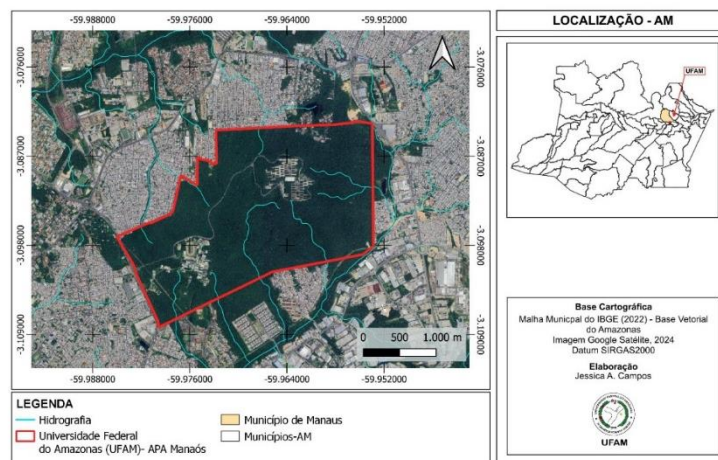 -59.988000
-59.976000
-59.964000
-59.952000
-3.076000
-3.087000
-3.098000
-3.109000
-3.076000
-3.087000
-3.098000
-3.109000
0
500
1.000 m
-59.988000
-59.976000
-59.964000
-59.952000
LEGENDA
Hidrografia
Universidade Federal
do Amazonas (UFAM)- APA Manaós
Município de Manaus
Municípios-AM
LOCALIZAÇÃO - AM
UFAM
Base Cartográfica
Malha Municpal do IBGE (2022) - Base Vetorial
do Amazonas
Imagem Google Satélite, 2024
Datum SIRGAS2000
Elaboração
Jessica A. Campos
UFAM